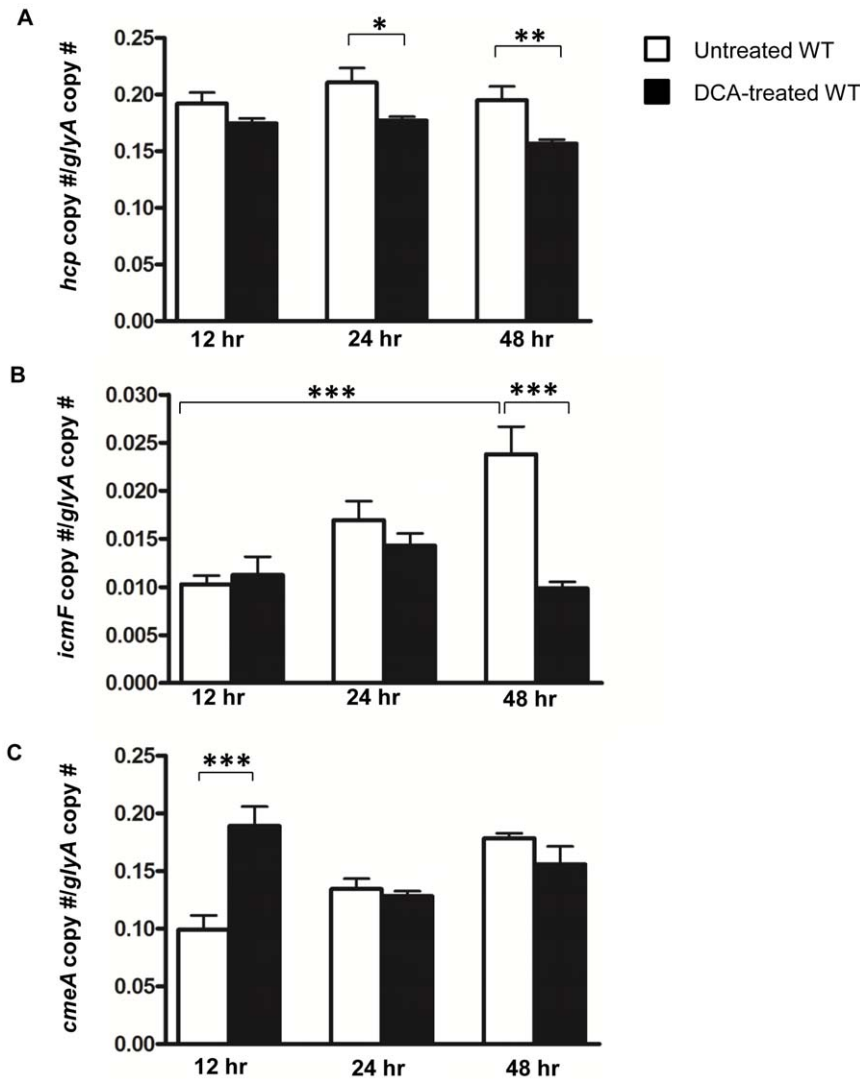 A
hcp copy #/glyA copy #
0.25
0.20
0.15
0.10
0.05
0.00
*
**
12 hr
24 hr
48 hr
Untreated WT
DCA-treated WT
B
icmF copy #/glyA copy #
0.030
0.025
0.020
0.015
0.010
0.005
0.000
***
***
12 hr
24 hr
48 hr
C
cmeA copy #/glyA copy #
0.25
0.20
0.15
0.10
0.05
0.00
***
12 hr
24 hr
48 hr